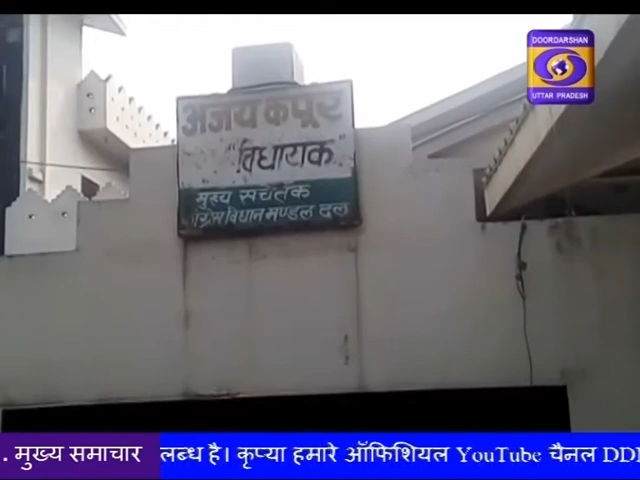 DOORDARSHAN
UTTAR PRADESH
अजय कपूर
"विधायक"
मुख्य सचेतक
विधान मण्डल दल
. मुख्य समाचार लब्ध है। कृप्या हमारे ऑफिशियल YouTube चैनल DD